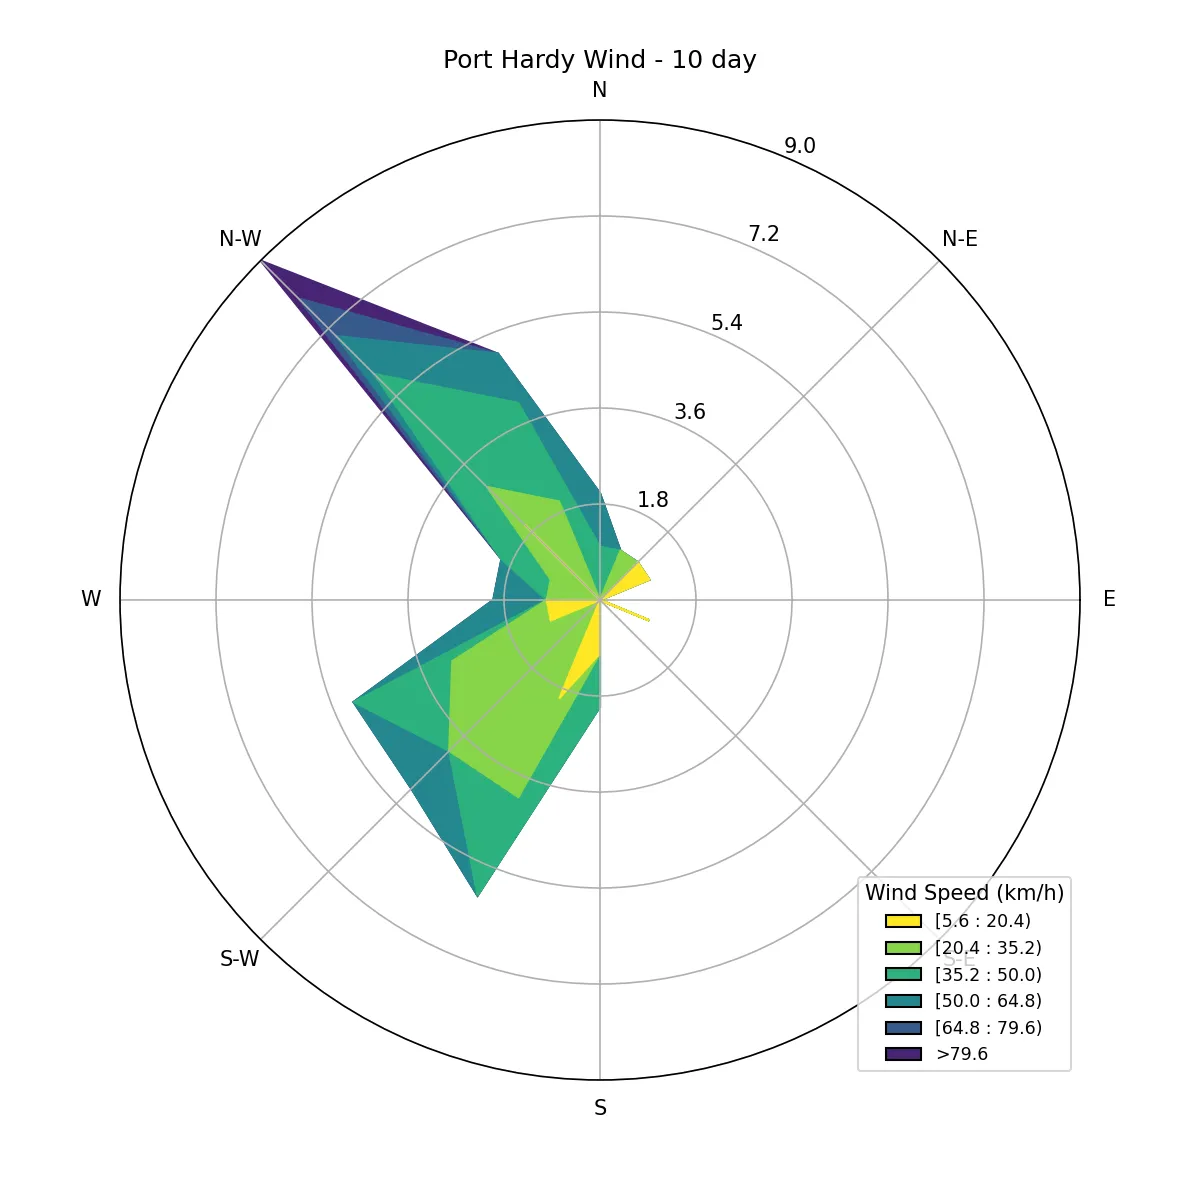 Port Hardy Wind - 10 day
N
9.0
N-W
7.2
N-E
5.4
3.6
1.8
W
E
Wind Speed (km/h)
[5.6 : 20.4)
[20.4 : 35.2)
S-W
S-E
[35.2 : 50.0)
[50.0 : 64.8)
[64.8 : 79.6)
>79.6
S